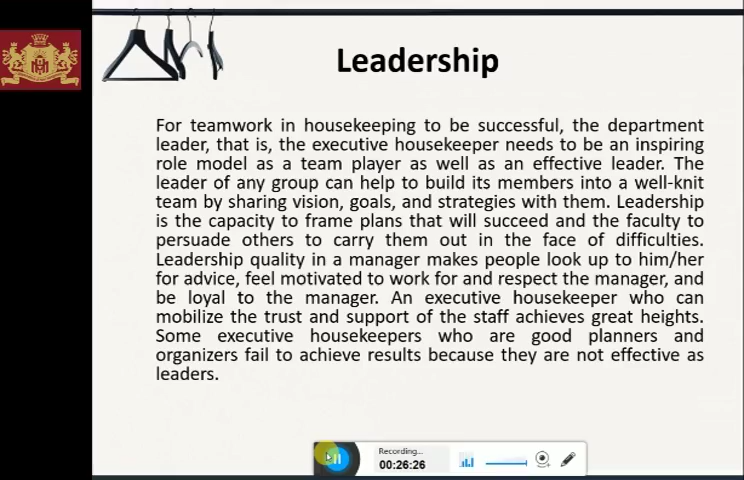 Leadership
For teamwork in housekeeping to be successful, the department
leader, that is, the executive housekeeper needs to be an inspiring
role model as a team player as well as an effective leader. The
leader of any group can help to build its members into a well-knit
team by sharing vision, goals, and strategies with them. Leadership
is the capacity to frame plans that will succeed and the faculty to
persuade others to carry them out in the face of difficulties.
Leadership quality in a manager makes people look up to him/her
for advice, feel motivated to work for and respect the manager, and
be loyal to the manager. An executive housekeeper who can
mobilize the trust and support of the staff achieves great heights.
Some executive housekeepers who are good planners and
organizers fail to achieve results because they are not effective as
leaders.
Recording...
00:26:26